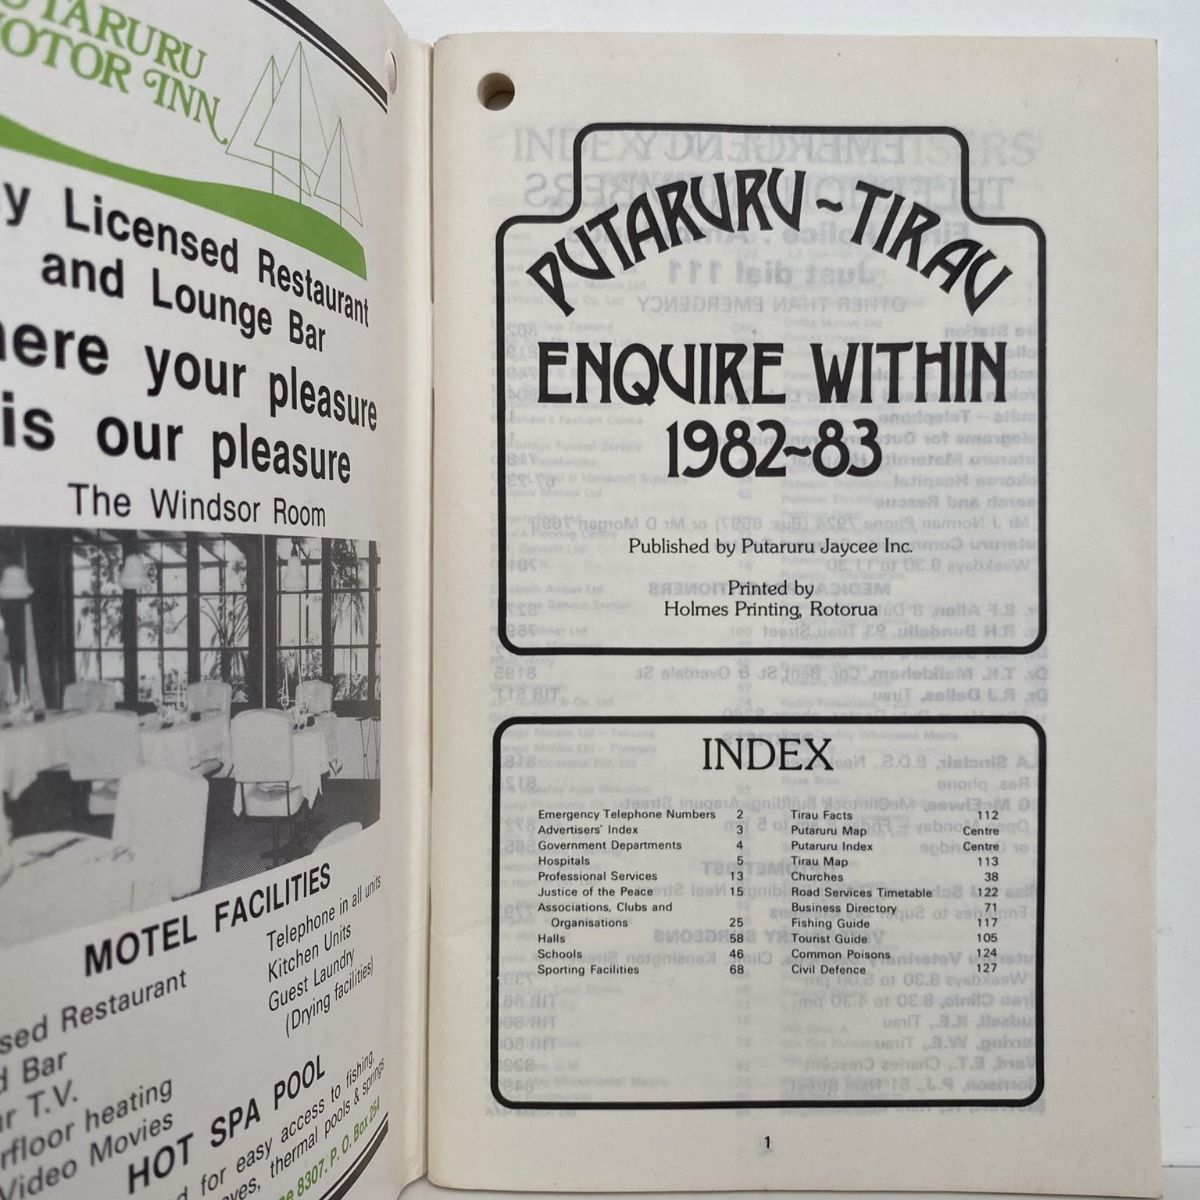 PUTARURU
MOTOR INN
Licensed Restaurant
and Lounge Bar
your pleasure
is our pleasure
The Windsor Room
MOTEL FACILITIES
Telephone in all units
Kitchen Units
Guest Laundry
(Drying facilities)
Restaurant
Bar
T.V.
heating
Video Movies
HOT SPA POOL
for easy access to fishing,
thermal pools & springs
8307. P. O. Box 254
PUTARURU~TIRAU
ENQUIRE WITHIN
1982~83
Published by Putaruru Jaycee Inc.
Printed by
Holmes Printing, Rotorua
INDEX
Emergency Telephone Numbers 2
Advertisers' Index 3
Government Departments 4
Hospitals 5
Professional Services 13
Justice of the Peace 15
Associations, Clubs and
Organisations 25
Halls 58
Schools 46
Sporting Facilities 68
Tirau Facts 112
Putaruru Map Centre
Putaruru Index Centre
Tirau Map 113
Churches 38
Road Services Timetable 122
Business Directory 71
Fishing Guide 117
Tourist Guide 105
Common Poisons 124
Civil Defence 127
1